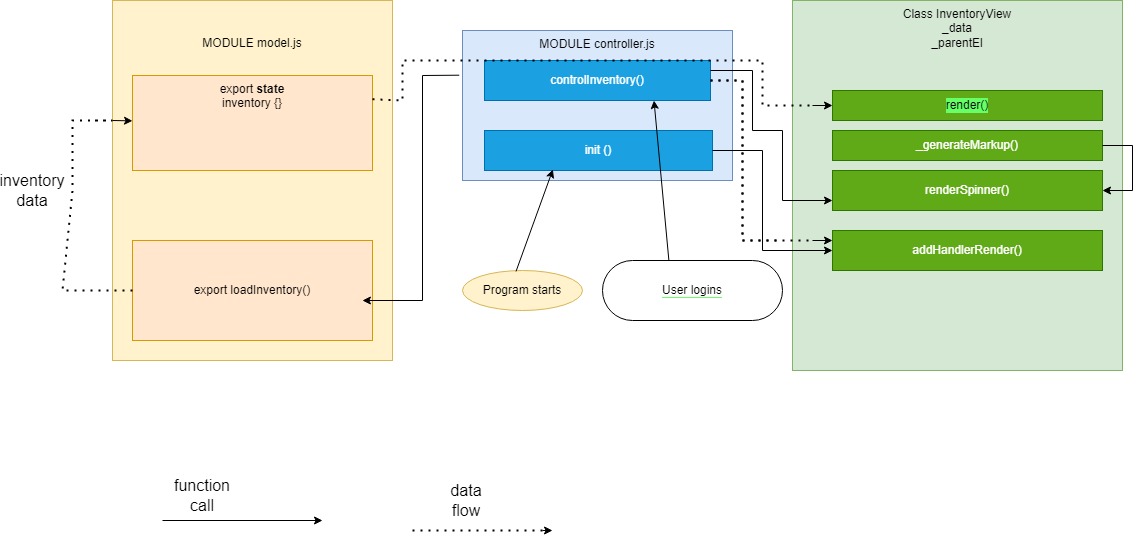 MODULE model.js
export state
inventory {}
inventory
data
export loadInventory()
MODULE controller.js
controlInventory()
init ()
Program starts
User logins
Class InventoryView
_data
_parentEl
render()
_generateMarkup()
renderSpinner()
addHandlerRender()
function
call
data
flow